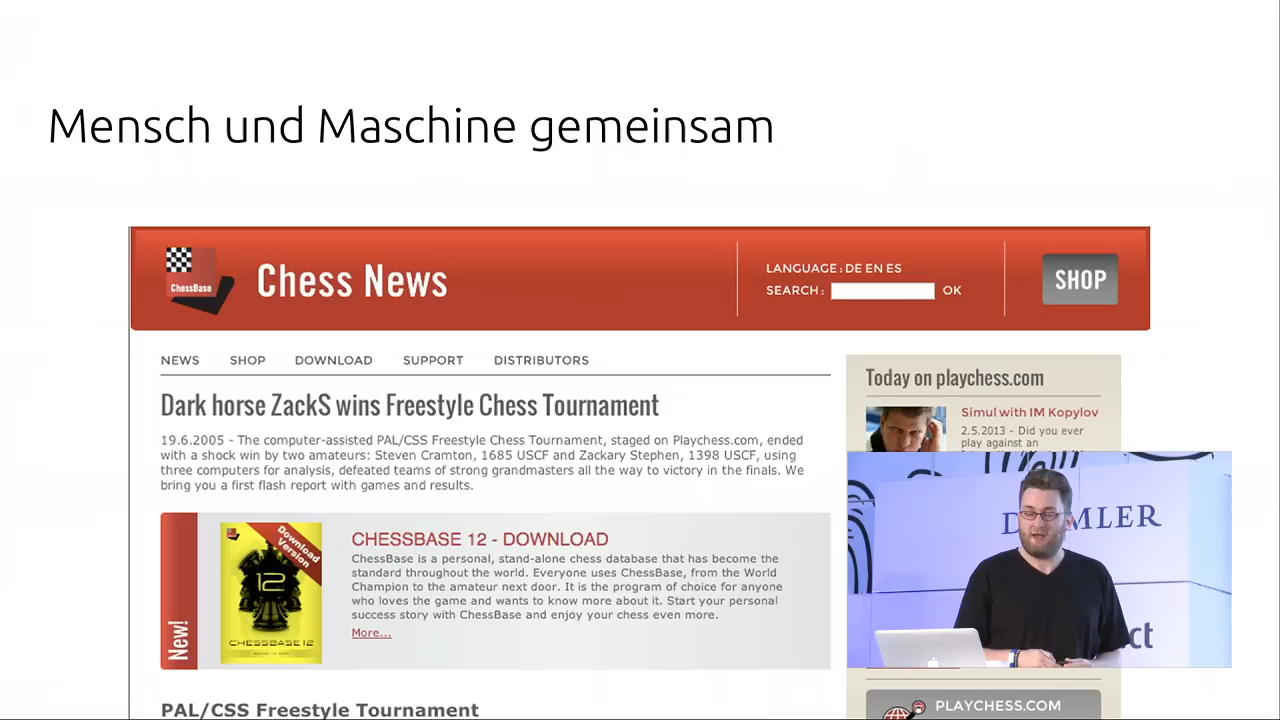 Mensch und Maschine gemeinsam
ChessBase
Chess News
LANGUAGE : DE EN ES
SEARCH :
OK
SHOP
NEWS SHOP DOWNLOAD SUPPORT DISTRIBUTORS
Dark horse ZackS wins Freestyle Chess Tournament
19.6.2005 - The computer-assisted PAL/CSS Freestyle Chess Tournament, staged on Playchess.com, ended
with a shock win by two amateurs: Steven Cramton, 1685 USCF and Zackary Stephen, 1398 USCF, using
three computers for analysis, defeated teams of strong grandmasters all the way to victory in the finals. We
bring you a first flash report with games and results.
New!
Download
Version
12
CHESSBASE 12
CHESSBASE 12 - DOWNLOAD
ChessBase is a personal, stand-alone chess database that has become the
standard throughout the world. Everyone uses ChessBase, from the World
Champion to the amateur next door. It is the program of choice for anyone
who loves the game and wants to know more about it. Start your personal
success story with ChessBase and enjoy your chess even more.
More...
PAL/CSS Freestyle Tournament
Today on playchess.com
Simul with IM Kopylov
2.5.2013 - Did you ever
play against an
D MLER
ct
PLAYCHESS.COM